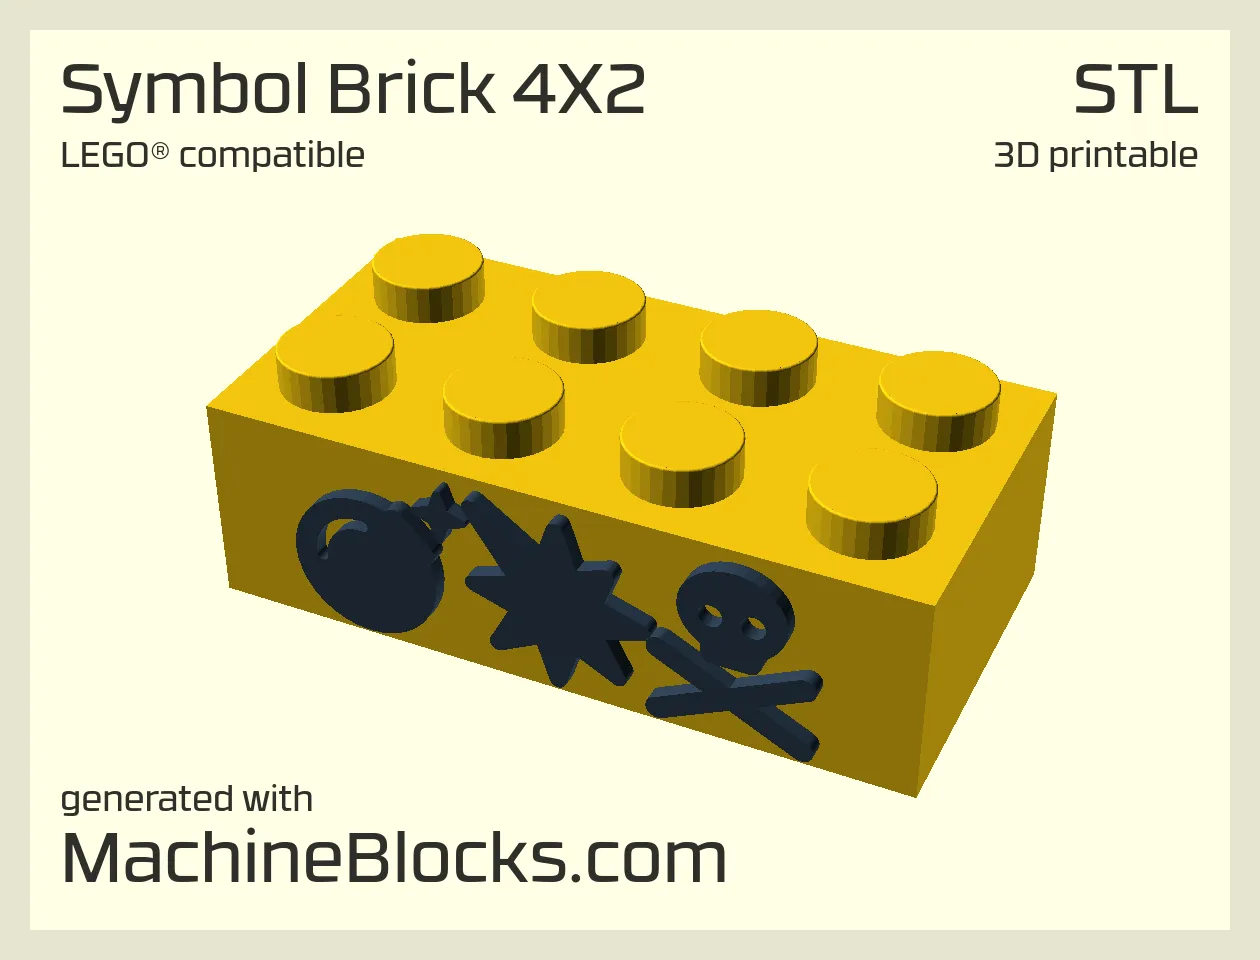 Symbol Brick 4X2
STL
LEGO® compatible
3D printable
generated with
MachineBlocks.com